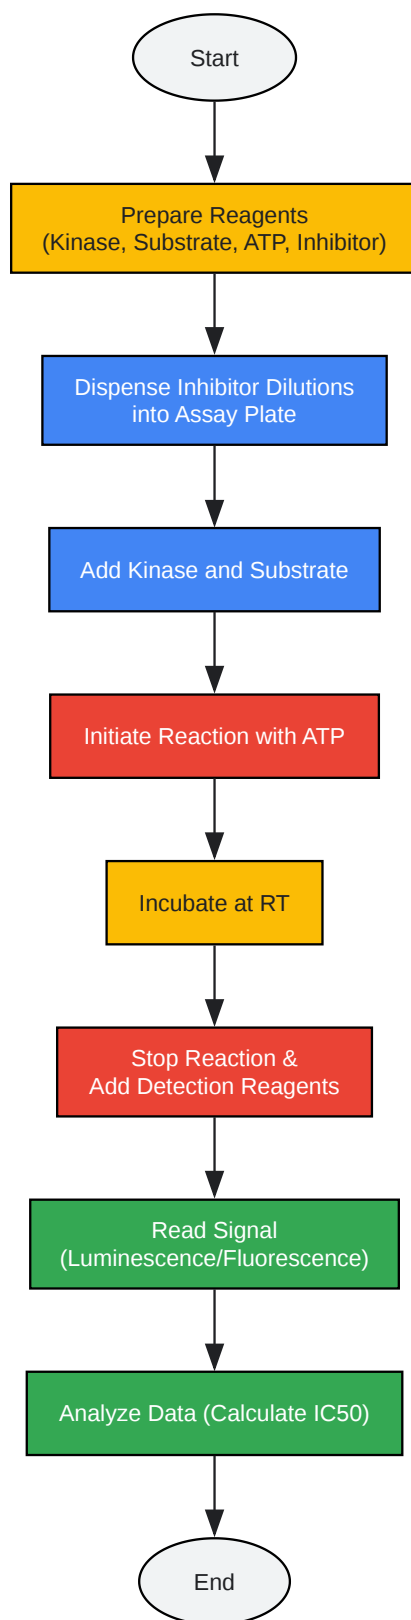 Start
Prepare Reagents
(Kinase, Substrate, ATP, Inhibitor)
Dispense Inhibitor Dilutions
into Assay Plate
Add Kinase and Substrate
Initiate Reaction with ATP
Incubate at RT
Stop Reaction &
Add Detection Reagents
Read Signal
(Luminescence/Fluorescence)
Analyze Data (Calculate IC50)
End